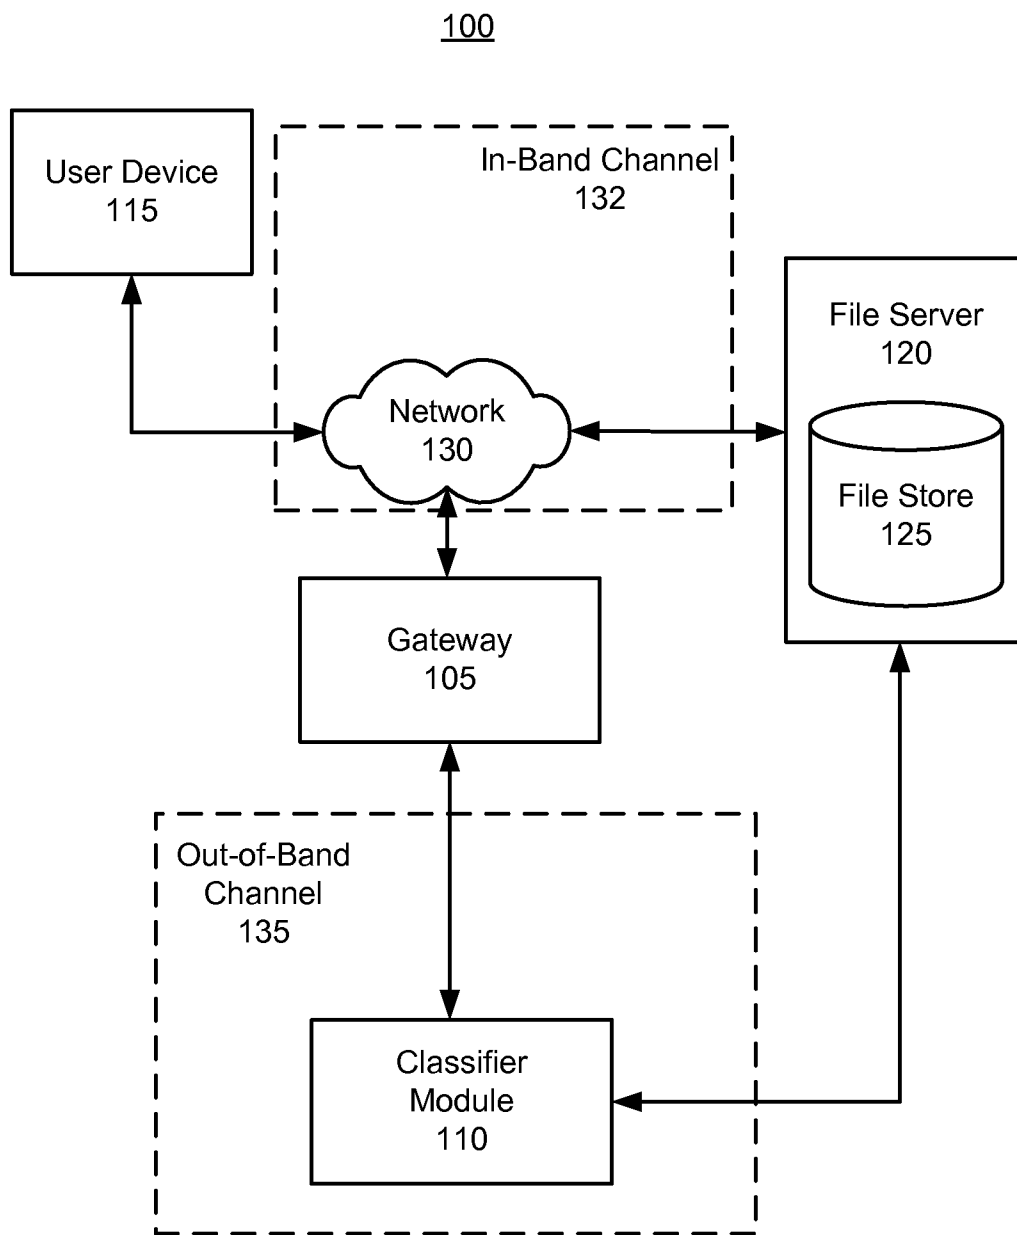 100
User Device
115
In-Band Channel
132
File Server
120
Network
130
File Store
125
Gateway
105
Out-of-Band
Channel
135
Classifier
Module
110